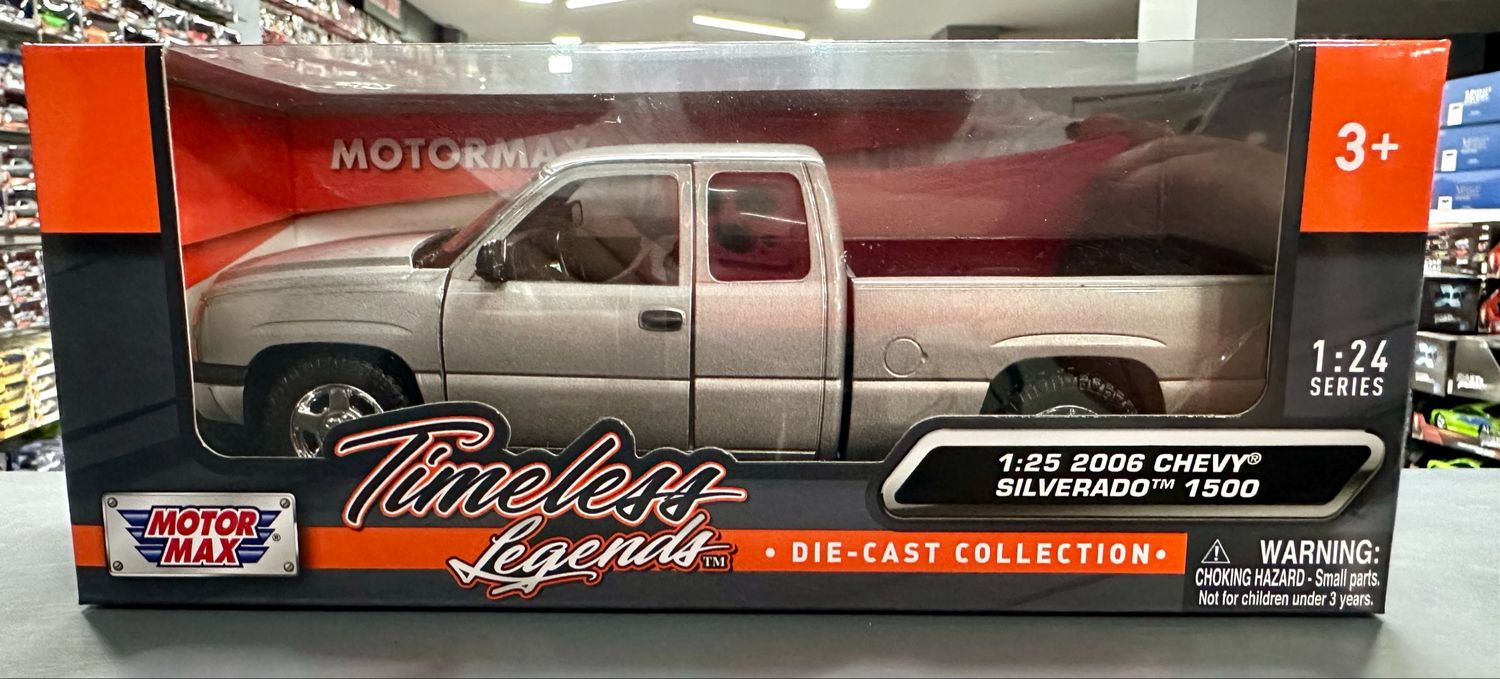 MOTORMAX
3+
1:24
SERIES
Timeless
Legends™
1:25 2006 CHEVY®
SILVERADO™ 1500
MOTOR
MAX®
• DIE-CAST COLLECTION •
WARNING:
CHOKING HAZARD - Small parts.
Not for children under 3 years.